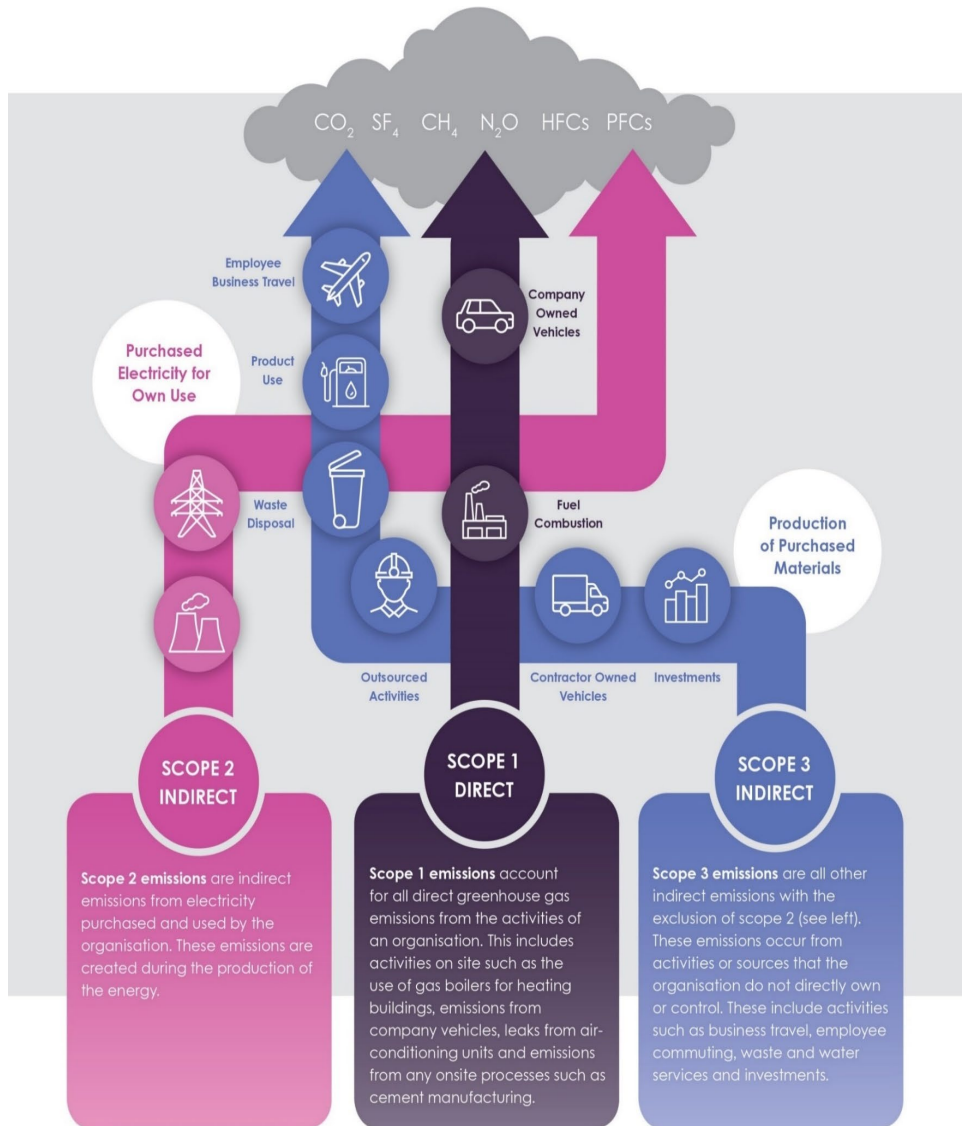 CO₂ SF₄ CH₄ N₂O HFCs PFCs
Employee
Business Travel
Company
Owned
Vehicles
Purchased
Electricity for
Own Use
Product
Use
Waste
Disposal
Fuel
Combustion
Production
of Purchased
Materials
Outsourced
Activities
Contractor Owned
Vehicles
Investments
SCOPE 2
INDIRECT
Scope 2 emissions are indirect
emissions from electricity
purchased and used by the
organisation. These emissions are
created during the production of
the energy.
SCOPE 1
DIRECT
Scope 1 emissions account
for all direct greenhouse gas
emissions from the activities of
an organisation. This includes
activities on site such as the
use of gas boilers for heating
buildings, emissions from
company vehicles, leaks from air-
conditioning units and emissions
from any onsite processes such as
cement manufacturing.
SCOPE 3
INDIRECT
Scope 3 emissions are all other
indirect emissions with the
exclusion of scope 2 (see left).
These emissions occur from
activities or sources that the
organisation do not directly own
or control. These include activities
such as business travel, employee
commuting, waste and water
services and investments.